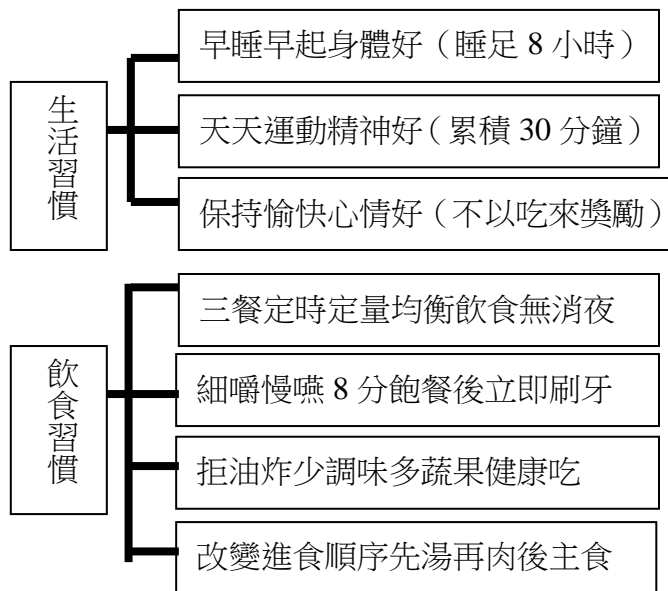 生活習慣
早睡早起身體好（睡足 8 小時）
天天運動精神好（累積 30 分鐘）
保持愉快心情好（不以吃來獎勵）
飲食習慣
三餐定時定量均衡飲食無消夜
細嚼慢嚥 8 分飽餐後立即刷牙
拒油炸少調味多蔬果健康吃
改變進食順序先湯再肉後主食